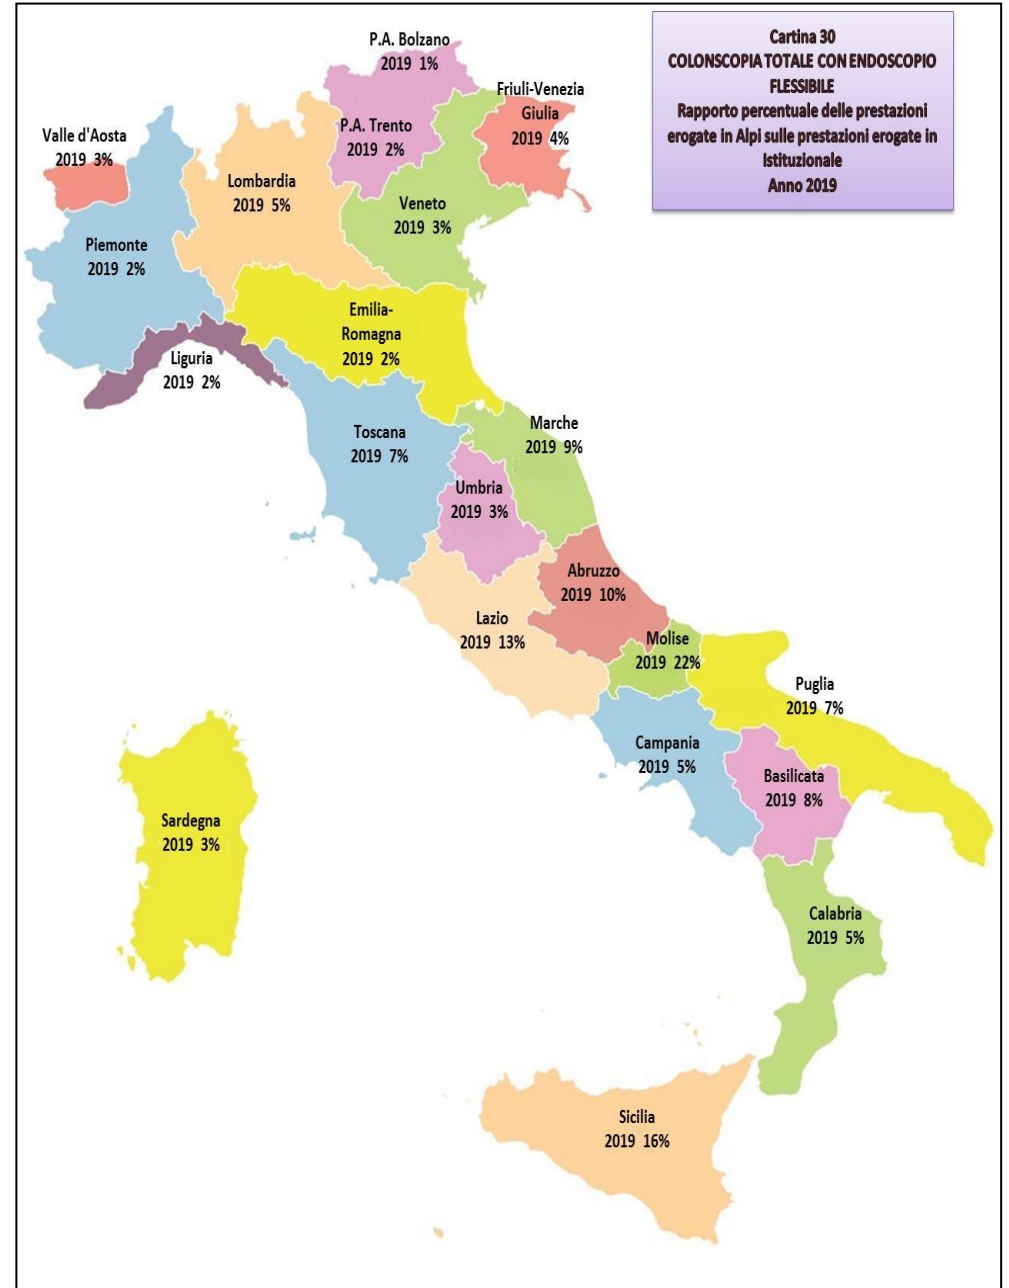 Cartina 30
COLONSCOPIA TOTALE CON ENDOSCOPIO
FLESSIBILE
Rapporto percentuale delle prestazioni
erogate in Alpi sulle prestazioni erogate in
Istituzionale
Anno 2019
P.A. Bolzano
2019 1%
Friuli-Venezia
Giulia
2019 4%
P.A. Trento
2019 2%
Valle d'Aosta
2019 3%
Lombardia
2019 5%
Veneto
2019 3%
Piemonte
2019 2%
Emilia-
Romagna
2019 2%
Liguria
2019 2%
Toscana
2019 7%
Marche
2019 9%
Umbria
2019 3%
Abruzzo
2019 10%
Lazio
2019 13%
Molise
2019 22%
Puglia
2019 7%
Campania
2019 5%
Basilicata
2019 8%
Sardegna
2019 3%
Calabria
2019 5%
Sicilia
2019 16%